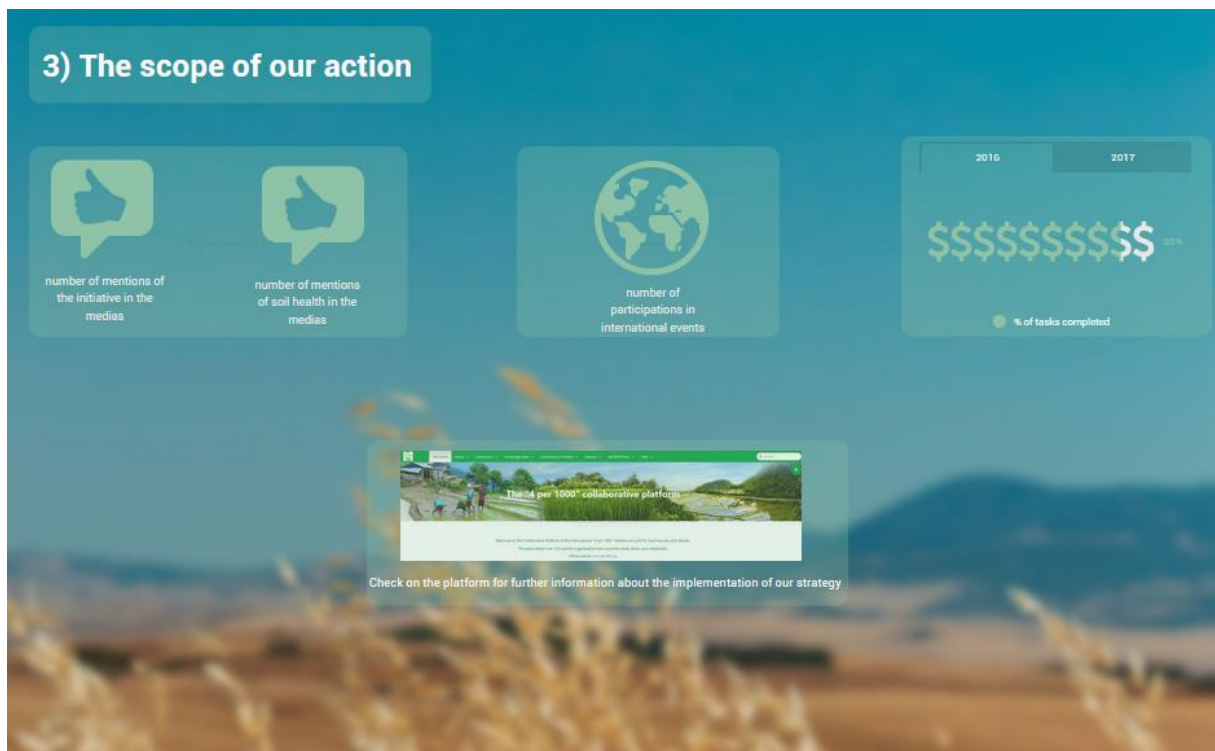 3) The scope of our action
number of mentions of
the initiative in the
medias
number of mentions
of soil health in the
medias
number of
participations in
international events
2016
2017
$$$$$$$$$$
% of tasks completed
The "4 per 1000" collaborative platform
Check on the platform for further information about the implementation of our strategy